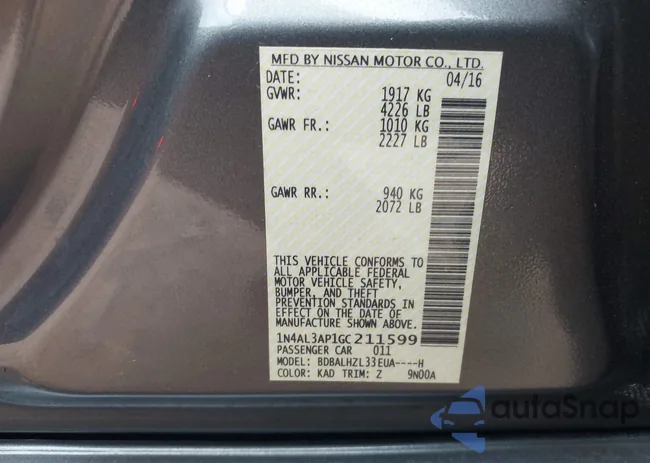 MFD BY NISSAN MOTOR CO., LTD.
DATE: 04/16
GVWR: 1917 KG
4226 LB
GAWR FR.: 1010 KG
2227 LB
GAWR RR.: 940 KG
2072 LB
THIS VEHICLE CONFORMS TO
ALL APPLICABLE FEDERAL
MOTOR VEHICLE SAFETY,
BUMPER, AND THEFT
PREVENTION STANDARDS IN
EFFECT ON THE DATE OF
MANUFACTURE SHOWN ABOVE.
1N4AL3AP1GC211599
PASSENGER CAR 011
MODEL: BDBALHZL33EUA----H
COLOR: KAD TRIM: Z 9N00A
autoSnap